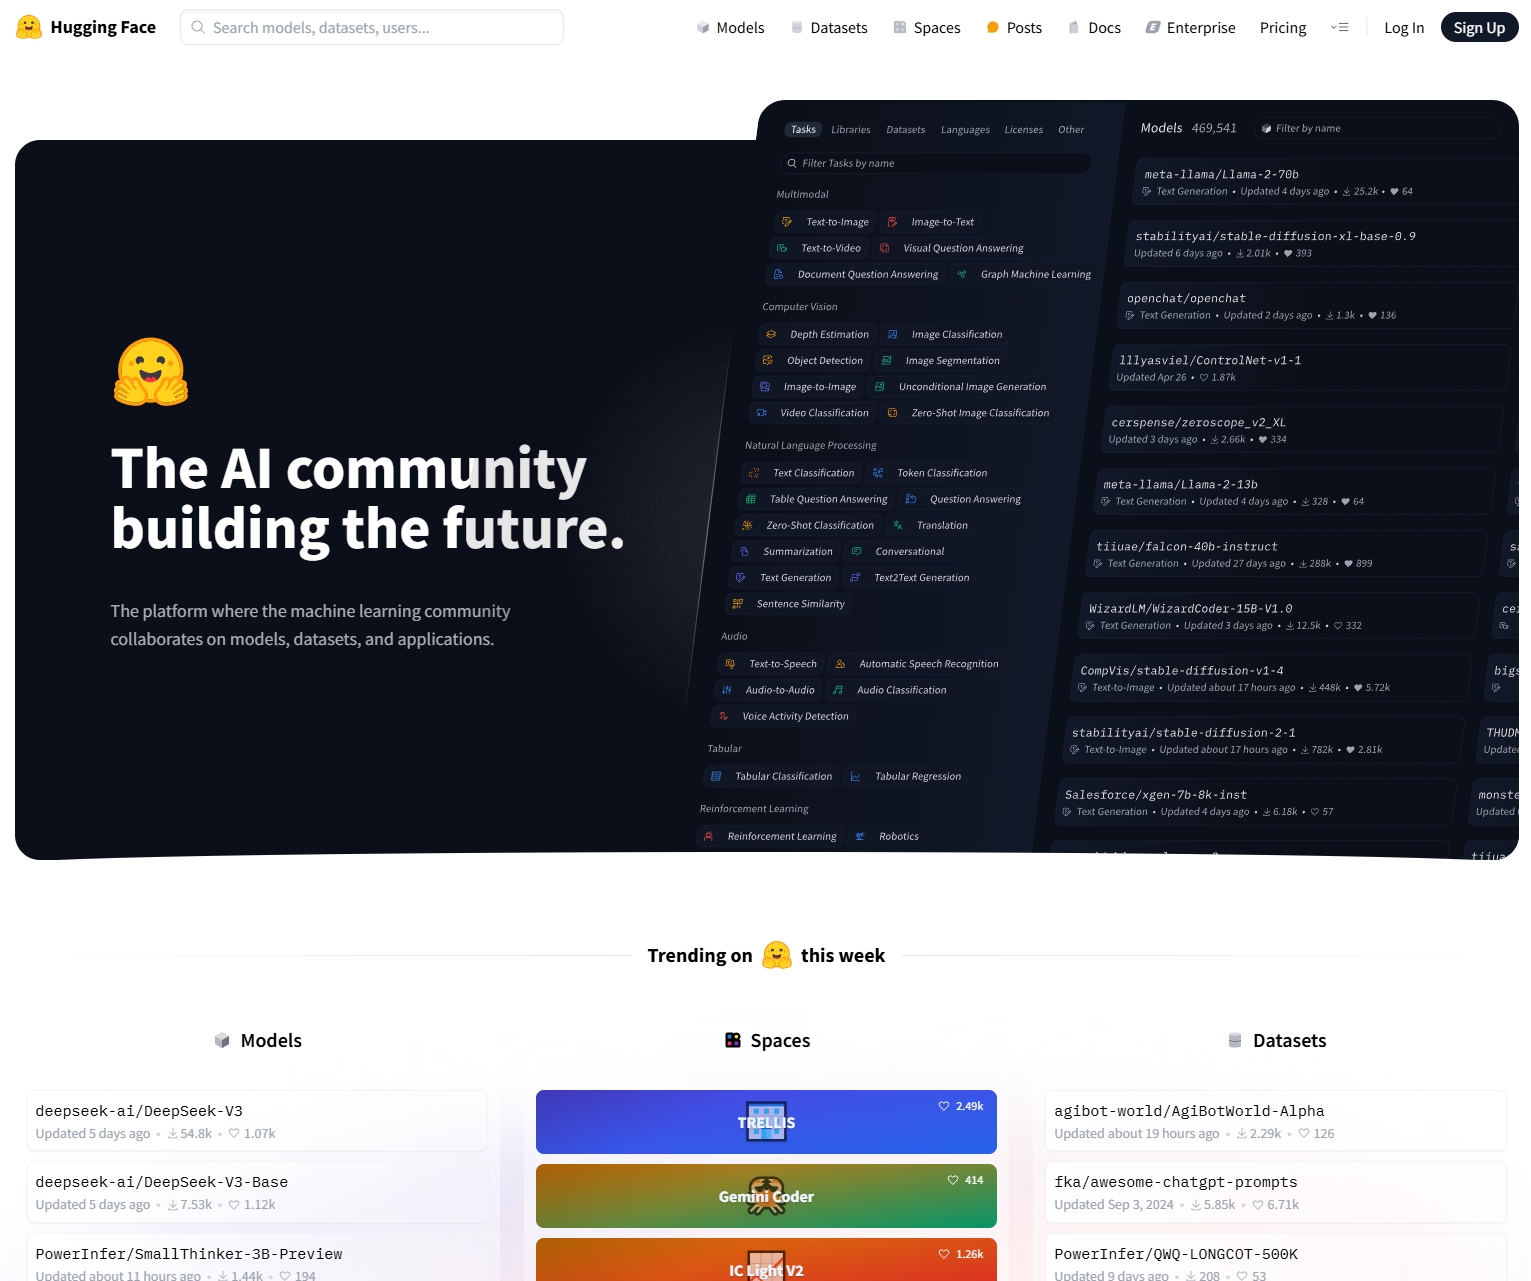 Hugging Face
Search models, datasets, users...
Models
Datasets
Spaces
Posts
Docs
Enterprise
Pricing
Log In
Sign Up
The AI community
building the future.
The platform where the machine learning community
collaborates on models, datasets, and applications.
Tasks Libraries Datasets Languages Licenses Other
Filter Tasks by name
Multimodal
Text-to-Image Image-to-Text
Text-to-Video Visual Question Answering
Document Question Answering Graph Machine Learning
Computer Vision
Depth Estimation Image Classification
Object Detection Image Segmentation
Image-to-Image Unconditional Image Generation
Video Classification Zero-Shot Image Classification
Natural Language Processing
Text Classification Token Classification
Table Question Answering Question Answering
Zero-Shot Classification Translation
Summarization Conversational
Text Generation Text2Text Generation
Sentence Similarity
Audio
Text-to-Speech Automatic Speech Recognition
Audio-to-Audio Audio Classification
Voice Activity Detection
Tabular
Tabular Classification Tabular Regression
Reinforcement Learning
Reinforcement Learning Robotics
Models 469,541 Filter by name
meta-llama/Llama-2-70b
Text Generation • Updated 4 days ago • 25.2k • 64
stabilityai/stable-diffusion-xl-base-0.9
Updated 6 days ago • 2.01k • 393
openchat/openchat
Text Generation • Updated 2 days ago • 1.3k • 136
lllyasviel/ControlNet-v1-1
Updated Apr 26 • 1.87k
cerspense/zeroscope_v2_XL
Updated 3 days ago • 2.66k • 334
meta-llama/Llama-2-13b
Text Generation • Updated 4 days ago • 328 • 64
tiiuae/falcon-40b-instruct
Text Generation • Updated 27 days ago • 288k • 899
WizardLM/WizardCoder-15B-V1.0
Text Generation • Updated 3 days ago • 12.5k • 332
CompVis/stable-diffusion-v1-4
Text-to-Image • Updated about 17 hours ago • 448k • 5.72k
stabilityai/stable-diffusion-2-1
Text-to-Image • Updated about 17 hours ago • 782k • 2.81k
Salesforce/xgen-7b-8k-inst
Text Generation • Updated 4 days ago • 6.18k • 57
Trending on this week
Models
deepseek-ai/DeepSeek-V3
Updated 5 days ago • 54.8k • 1.07k
deepseek-ai/DeepSeek-V3-Base
Updated 5 days ago • 7.53k • 1.12k
PowerInfer/SmallThinker-3B-Preview
Updated about 11 hours ago • 1.44k • 194
Spaces
2.49k
TRELLIS
414
Gemini Coder
1.26k
IC Light V2
Datasets
agibot-world/AgiBotWorld-Alpha
Updated about 19 hours ago • 2.29k • 126
fka/awesome-chatgpt-prompts
Updated Sep 3, 2024 • 5.85k • 6.71k
PowerInfer/QWQ-LONGCOT-500K
Updated 9 days ago • 208 • 53